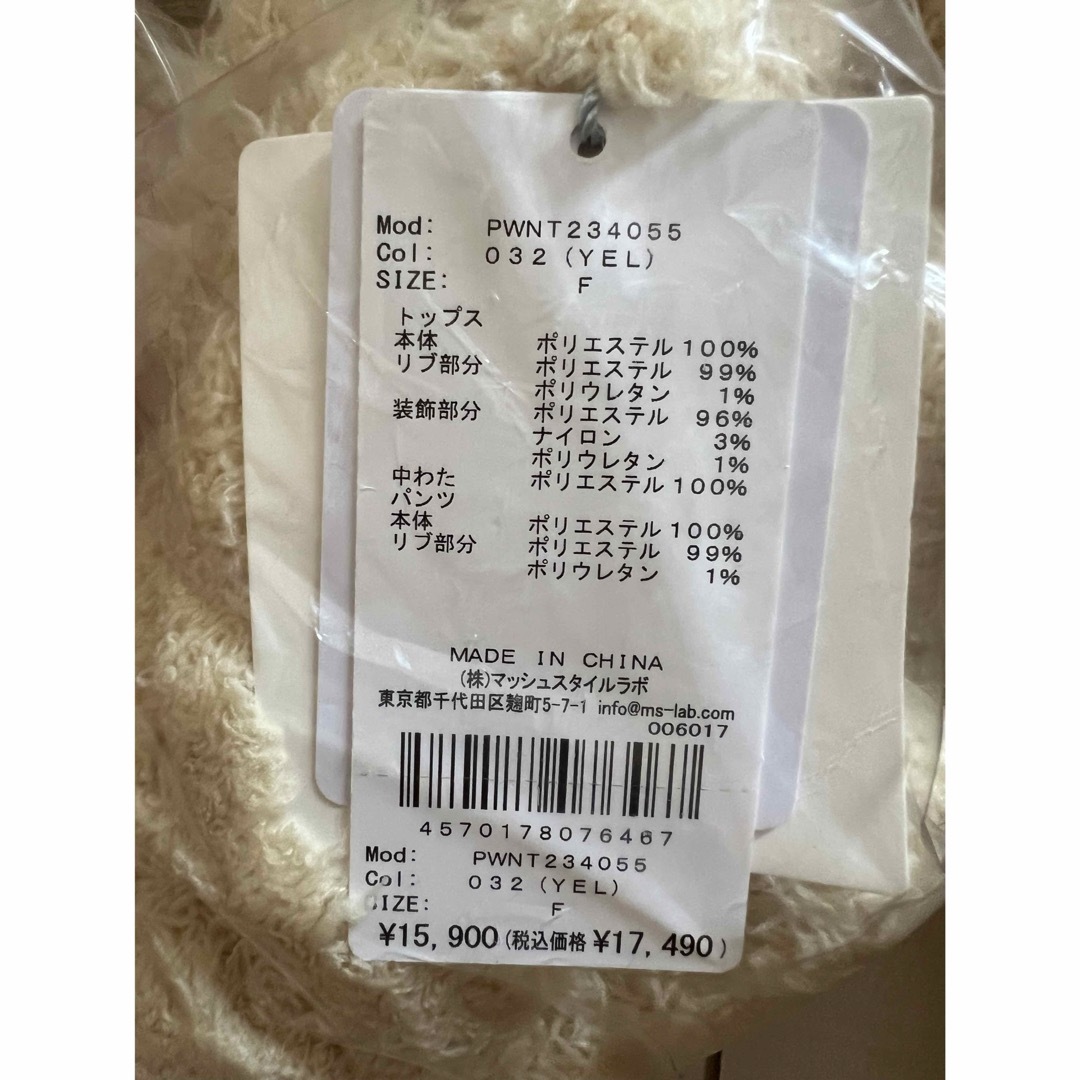 Mod: PWNT234055
Col: 032 (YEL)
SIZE: F
トップス
本体 ポリエステル 100%
リブ部分 ポリエステル 99%
ポリウレタン 1%
装飾部分 ポリエステル 96%
ナイロン 3%
ポリウレタン 1%
中わた ポリエステル 100%
パンツ
本体 ポリエステル 100%
リブ部分 ポリエステル 99%
ポリウレタン 1%
MADE IN CHINA
(株)マッシュスタイルラボ
東京都千代田区麹町5-7-1 info@ms-lab.com
006017
4570178076467
Mod: PWNT234055
Col: 032 (YEL)
SIZE: F
¥15,900 (税込価格 ¥17,490)